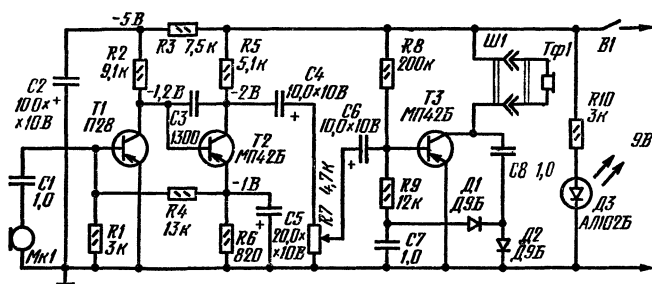 -5В
R3 7,5к
R2
9,1к
R5
5,1к
C2
10,0×
×10В
-1,2В
C3
1300
-2В
C4
10,0×10В
T1
П28
T2
МП42Б
-1В
C1
1,0
R4
13к
Мк1
R1
3к
R6
820
C5
20,0×
×10В
R7 4,7к
C6
10,0×10В
R8
200к
T3
МП42Б
R9
12к
C7
1,0
Д1
Д9Б
Д2
Д9Б
C8 1,0
Ш1
Тф1
В1
R10
3к
9В
Д3
АЛ102Б